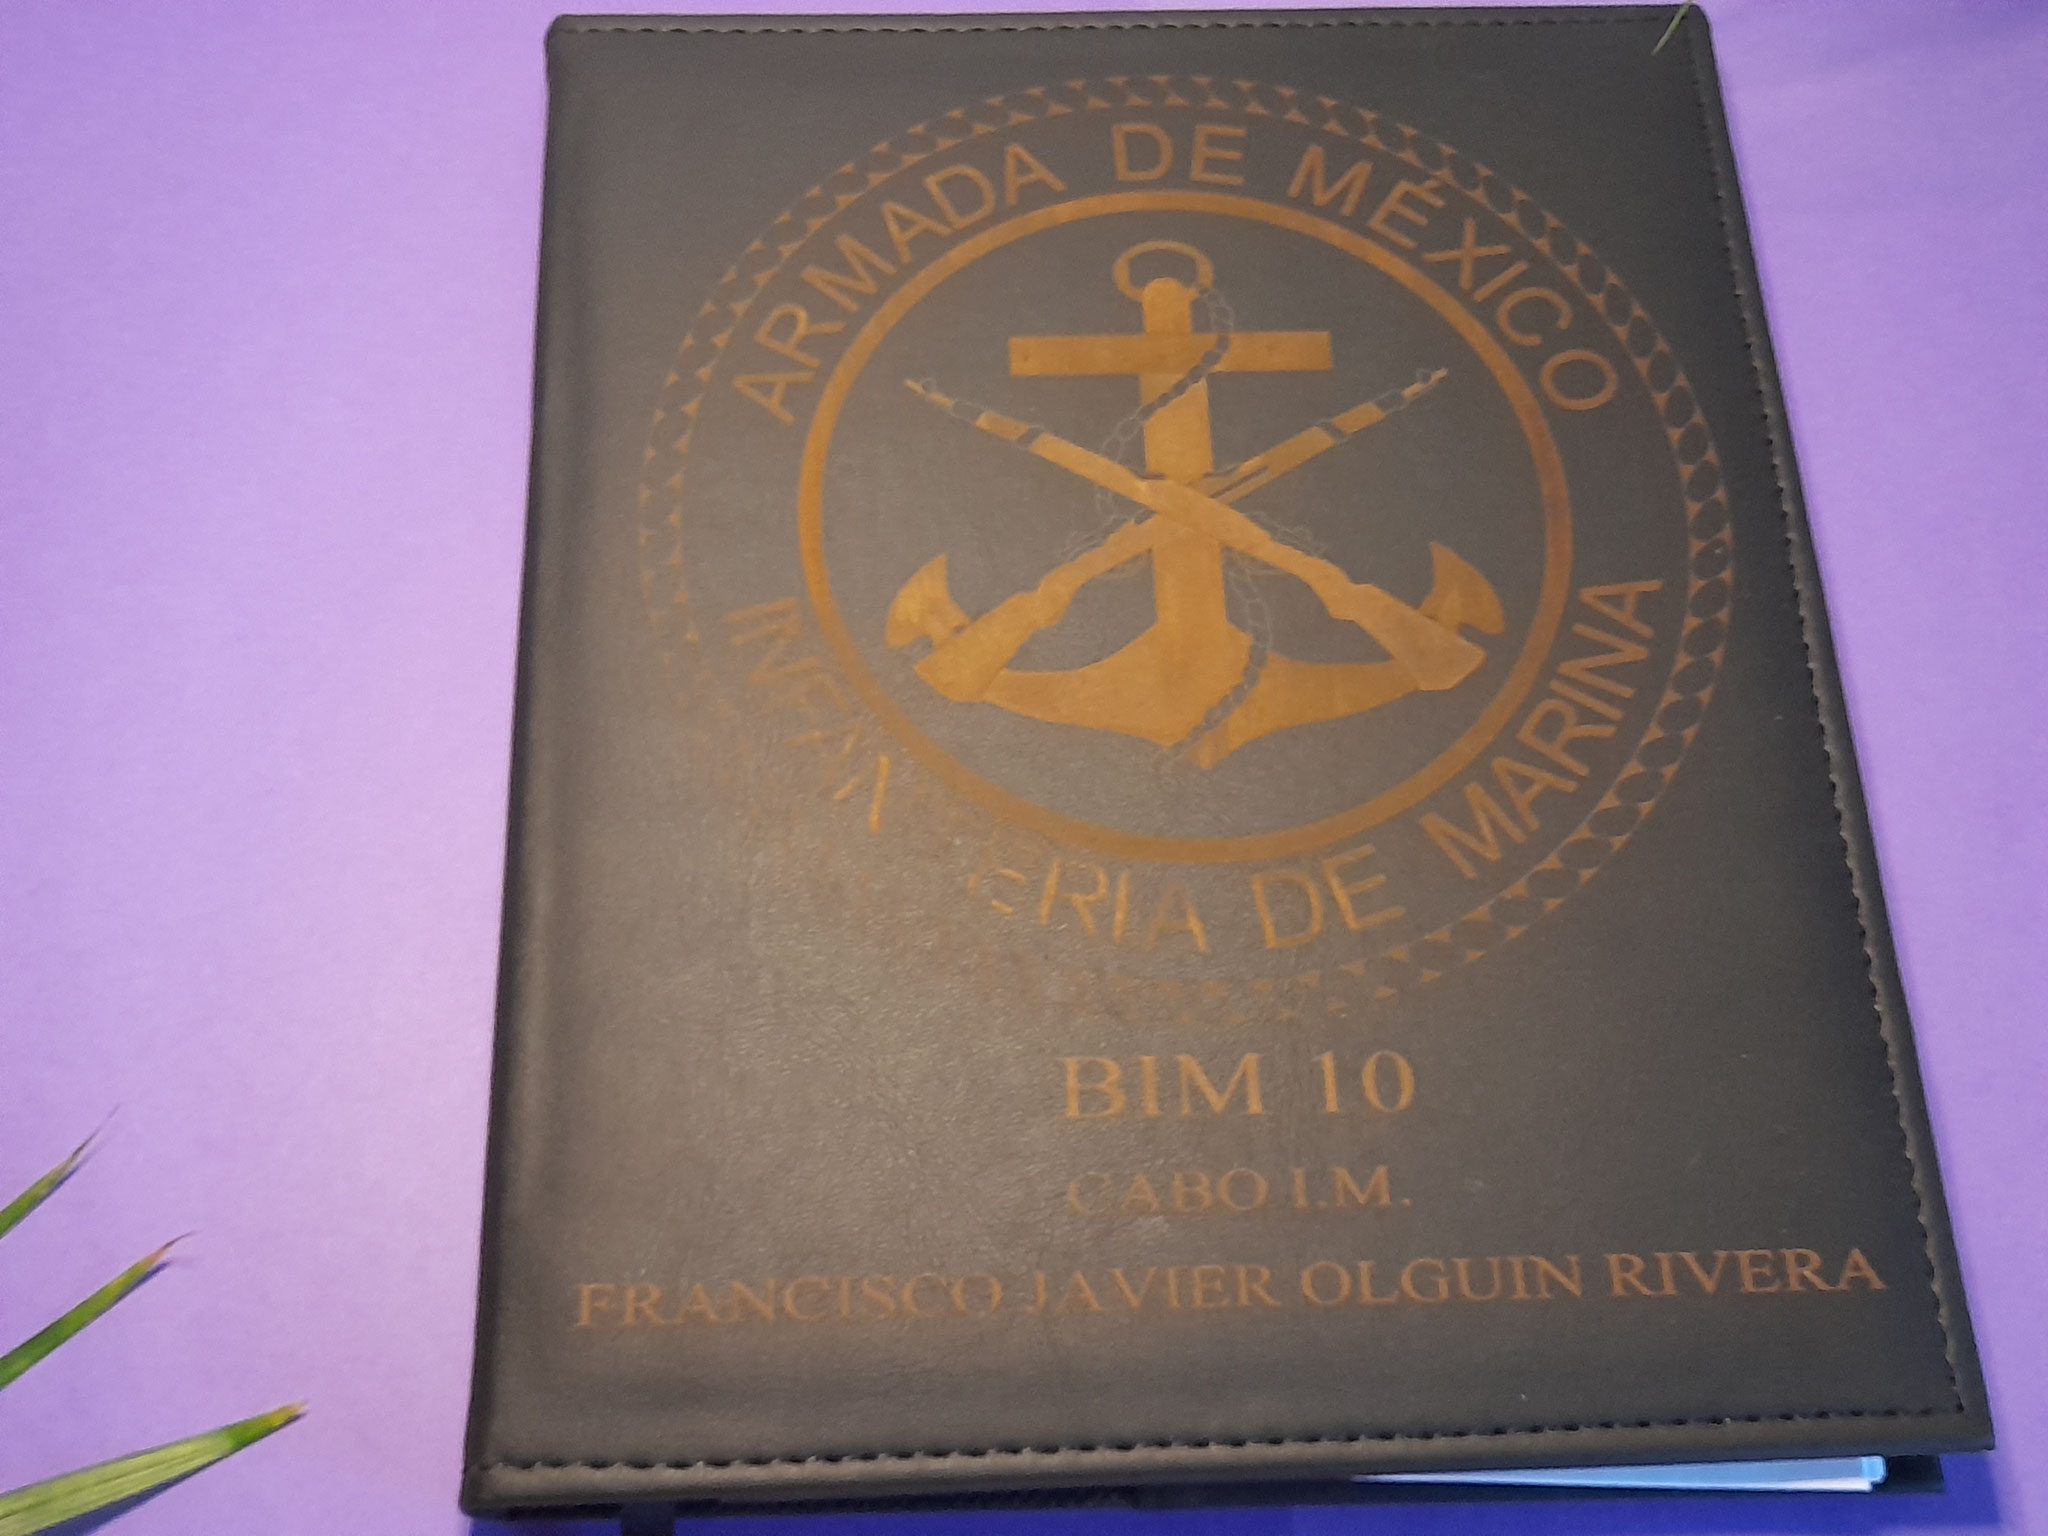 ARMADA DE MÉXICO
DE MARINA
BIM 10
CABO I.M.
FRANCISCO JAVIER OLGUIN RIVERA